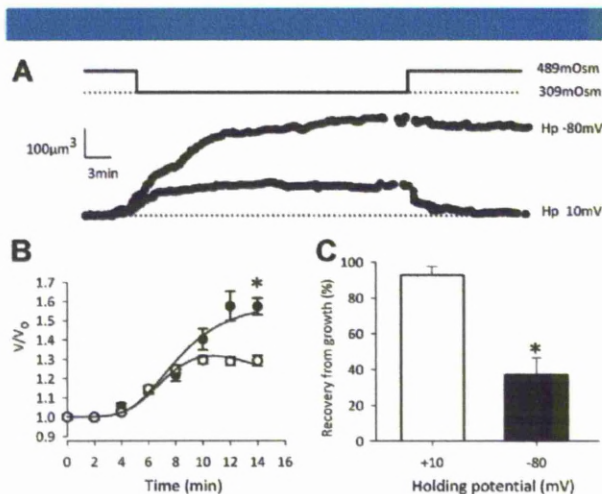 A
489mOsm
309mOsm
Hp -80mV
100µm³
3min
Hp 10mV
B
1.7
1.6
1.5
1.4
1.3
1.2
1.1
1.0
0.9
V/Vo
*
0 2 4 6 8 10 12 14 16
Time (min)
C
100
80
60
40
20
0
Recovery from growth (%)
*
+10 -80
Holding potential (mV)